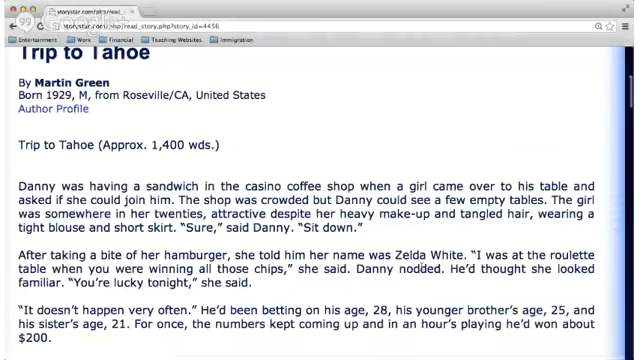 storystar.com/php/read_
storystar.com/php/read_story.php?story_id=4456
Entertainment Work Financial Teaching Websites Immigration
Google+
Trip to Tahoe
By Martin Green
Born 1929, M, from Roseville/CA, United States
Author Profile
Trip to Tahoe (Approx. 1,400 wds.)
Danny was having a sandwich in the casino coffee shop when a girl came over to his table and
asked if she could join him. The shop was crowded but Danny could see a few empty tables. The girl
was somewhere in her twenties, attractive despite her heavy make-up and tangled hair, wearing a
tight blouse and short skirt. “Sure,” said Danny. “Sit down.”
After taking a bite of her hamburger, she told him her name was Zelda White. “I was at the roulette
table when you were winning all those chips,” she said. Danny nodded. He’d thought she looked
familiar. “You’re lucky tonight,” she said.
“It doesn’t happen very often.” He’d been betting on his age, 28, his younger brother’s age, 25, and
his sister’s age, 21. For once, the numbers kept coming up and in an hour’s playing he’d won about
$200.